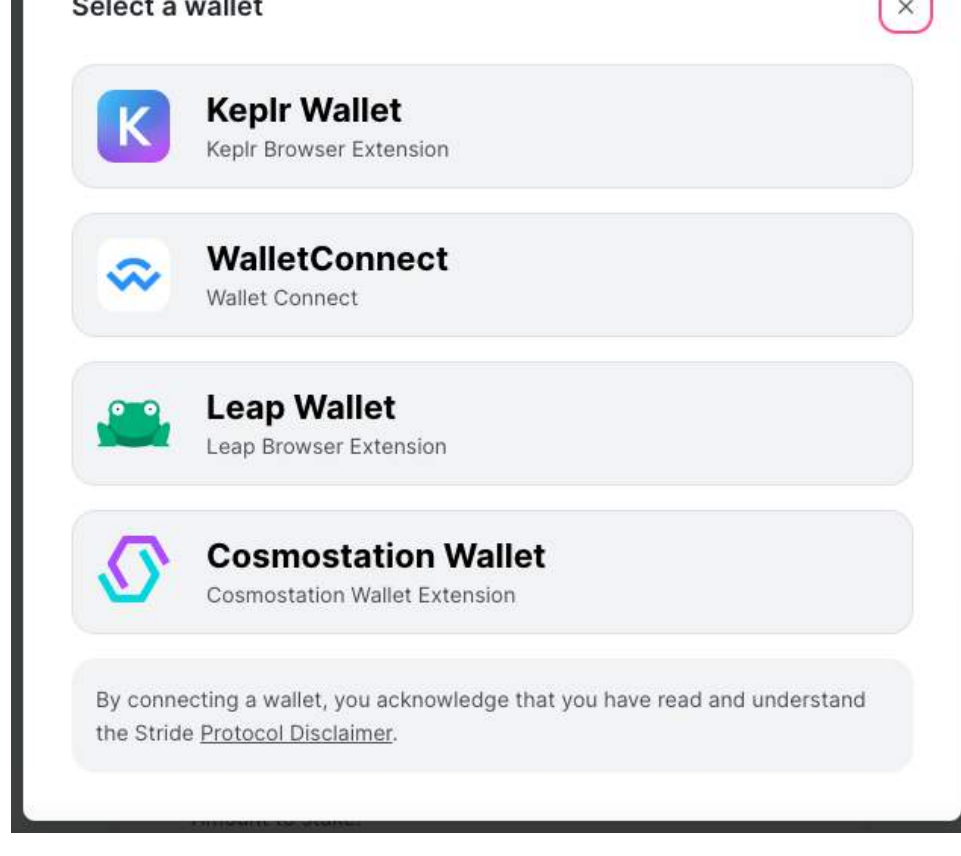 Select a wallet
K
Keplr Wallet
Keplr Browser Extension
WalletConnect
Wallet Connect
Leap Wallet
Leap Browser Extension
Cosmostation Wallet
Cosmostation Wallet Extension
By connecting a wallet, you acknowledge that you have read and understand
the Stride Protocol Disclaimer.